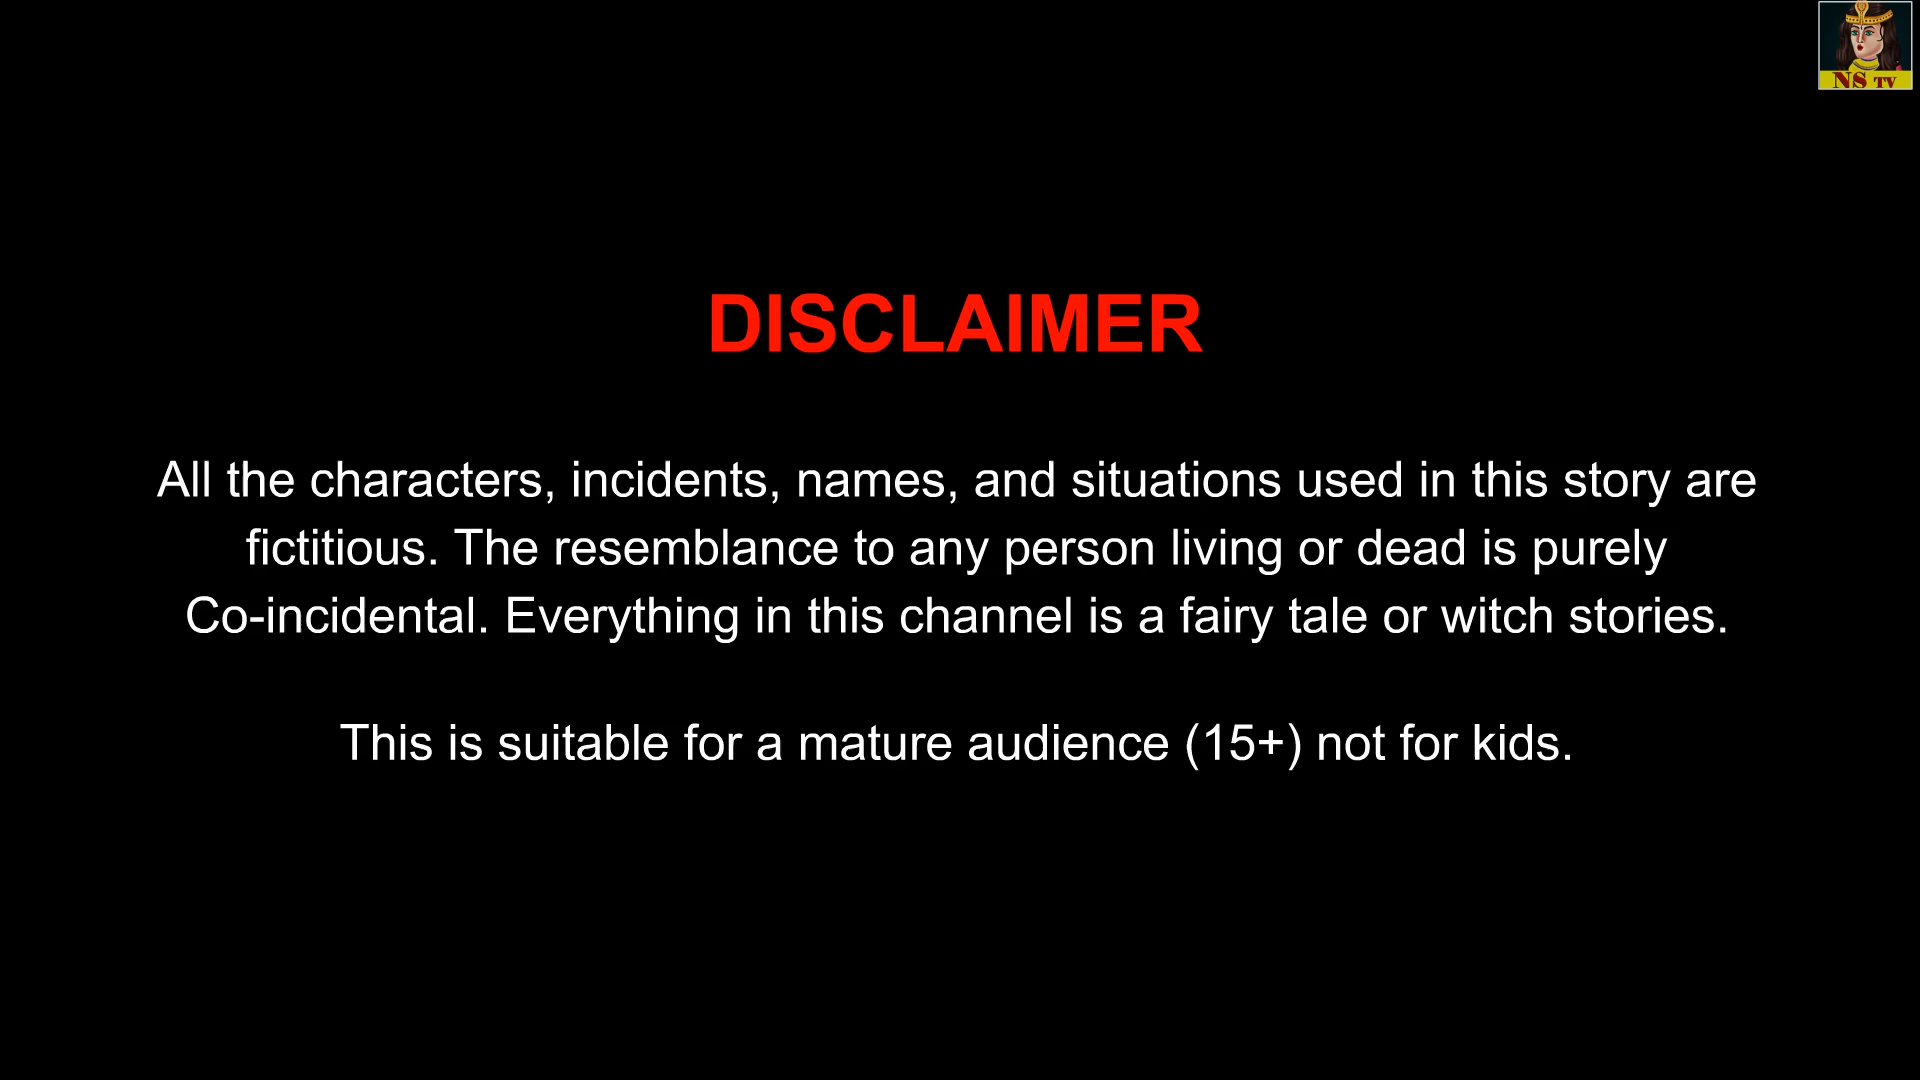 NS TV
DISCLAIMER
All the characters, incidents, names, and situations used in this story are
fictitious. The resemblance to any person living or dead is purely
Co-incidental. Everything in this channel is a fairy tale or witch stories.
This is suitable for a mature audience (15+) not for kids.